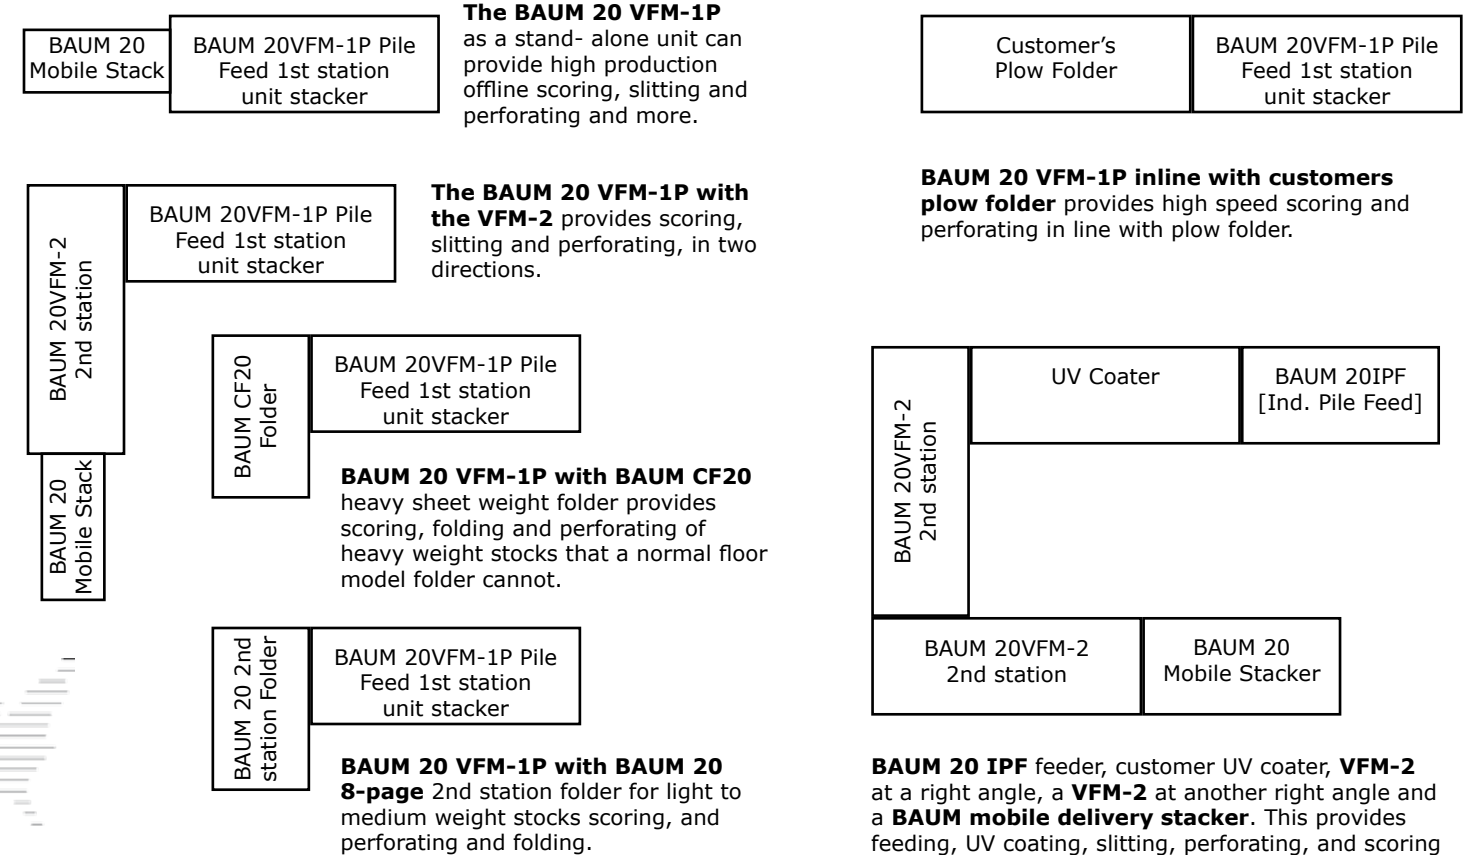 BAUM 20
Mobile Stack
BAUM 20VFM-1P Pile
Feed 1st station
unit stacker
The BAUM 20 VFM-1P
as a stand- alone unit can
provide high production
offline scoring, slitting and
perforating and more.
BAUM 20VFM-2
2nd station
BAUM 20VFM-1P Pile
Feed 1st station
unit stacker
BAUM 20
Mobile Stack
The BAUM 20 VFM-1P with
the VFM-2 provides scoring,
slitting and perforating, in two
directions.
BAUM CF20
Folder
BAUM 20VFM-1P Pile
Feed 1st station
unit stacker
BAUM 20 VFM-1P with BAUM CF20
heavy sheet weight folder provides
scoring, folding and perforating of
heavy weight stocks that a normal floor
model folder cannot.
BAUM 20 2nd
station Folder
BAUM 20VFM-1P Pile
Feed 1st station
unit stacker
BAUM 20 VFM-1P with BAUM 20
8-page 2nd station folder for light to
medium weight stocks scoring, and
perforating and folding.
Customer’s
Plow Folder
BAUM 20VFM-1P Pile
Feed 1st station
unit stacker
BAUM 20 VFM-1P inline with customers
plow folder provides high speed scoring and
perforating in line with plow folder.
BAUM 20VFM-2
2nd station
UV Coater
BAUM 20IPF
[Ind. Pile Feed]
BAUM 20VFM-2
2nd station
BAUM 20
Mobile Stacker
BAUM 20 IPF feeder, customer UV coater, VFM-2
at a right angle, a VFM-2 at another right angle and
a BAUM mobile delivery stacker. This provides
feeding, UV coating, slitting, perforating, and scoring